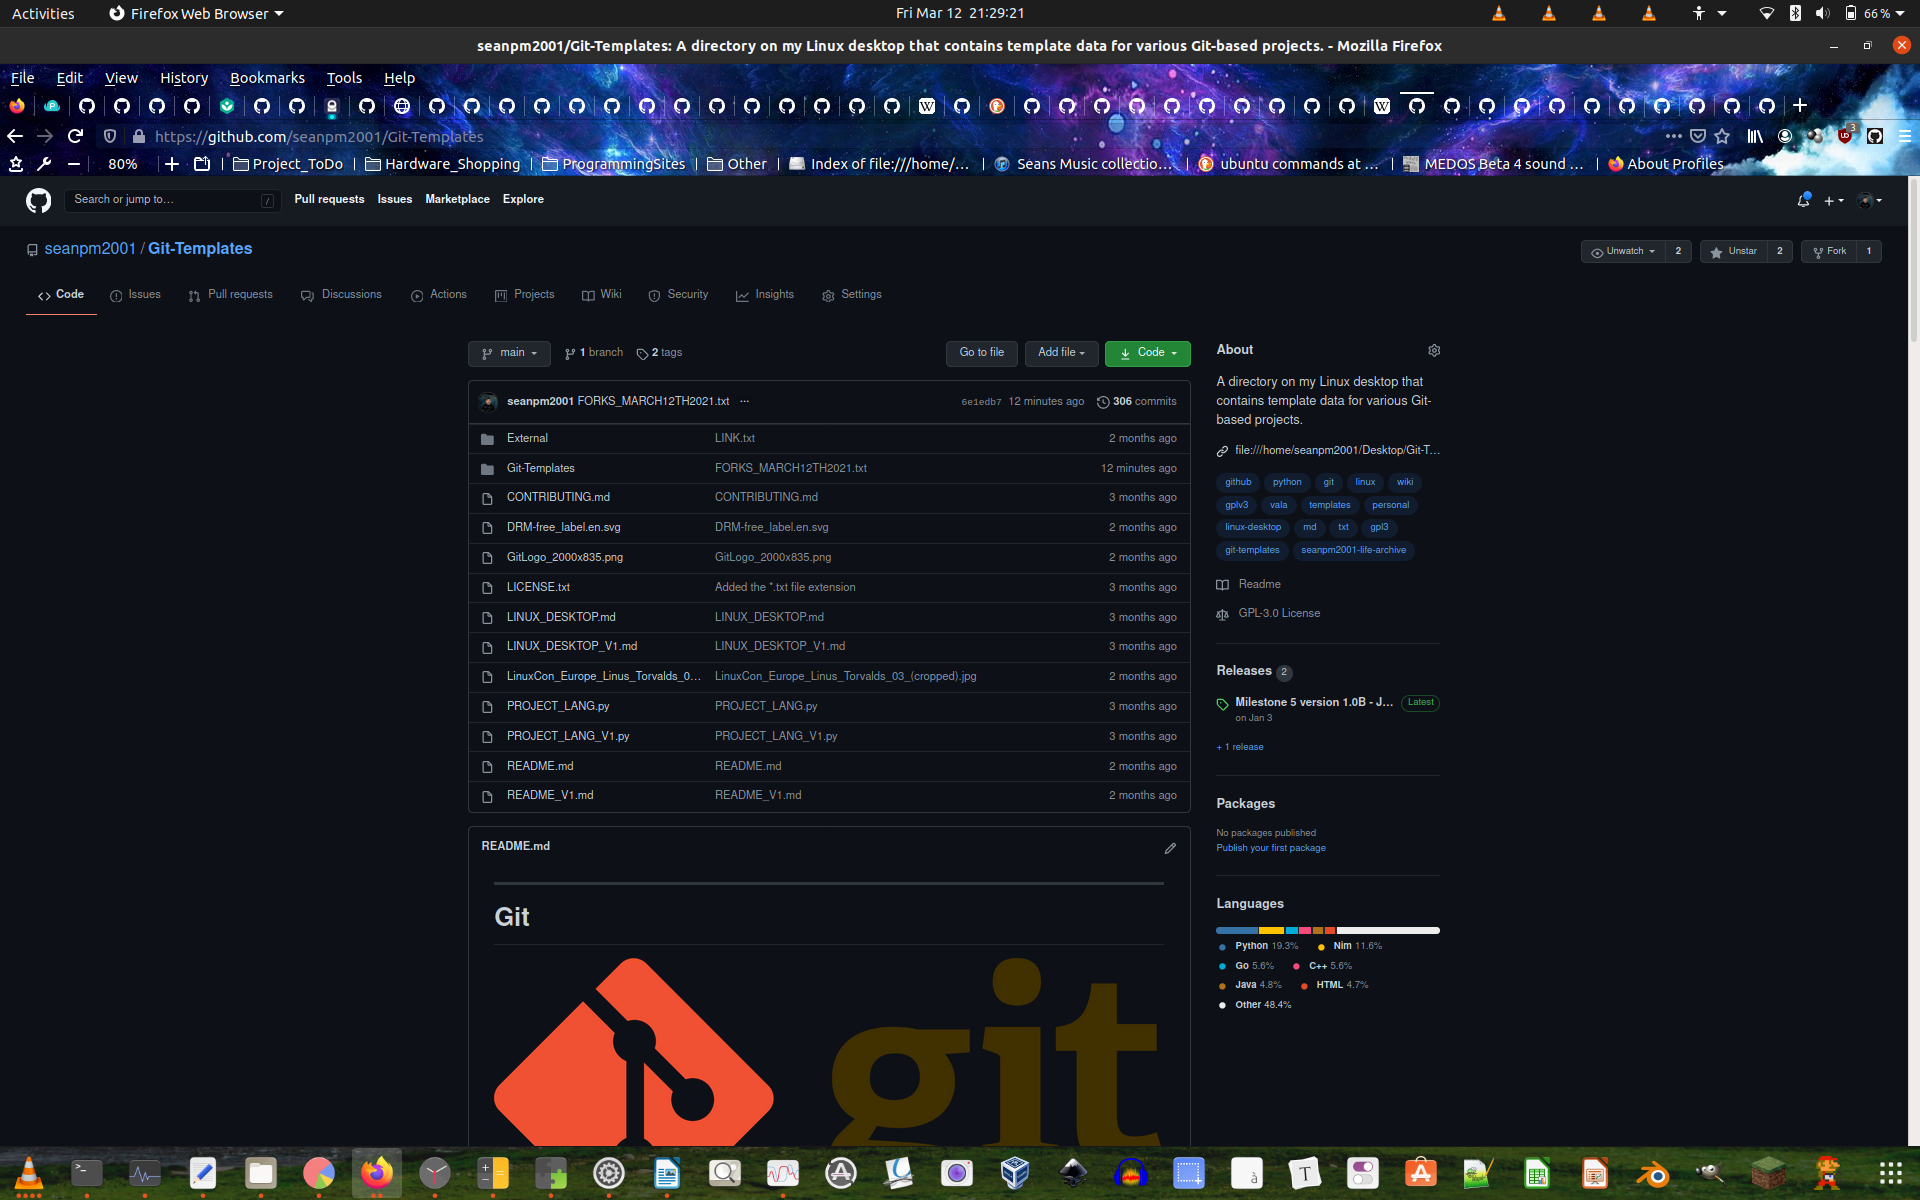 Activities Firefox Web Browser Fri Mar 12 21:29:21 66 %
seanpm2001/Git-Templates: A directory on my Linux desktop that contains template data for various Git-based projects. - Mozilla Firefox
File Edit View History Bookmarks Tools Help
https://github.com/seanpm2001/Git-Templates
80% Project_ToDo Hardware_Shopping ProgrammingSites Other Index of file:///home/... Seans Music collectio... ubuntu commands at ... MEDOS Beta 4 sound ... About Profiles
Search or jump to... / Pull requests Issues Marketplace Explore
seanpm2001 / Git-Templates Unwatch 2 Unstar 2 Fork 1
Code Issues Pull requests Discussions Actions Projects Wiki Security Insights Settings
main 1 branch 2 tags Go to file Add file Code
seanpm2001 FORKS_MARCH12TH2021.txt ... 6e1edb7 12 minutes ago 306 commits
External LINK.txt 2 months ago
Git-Templates FORKS_MARCH12TH2021.txt 12 minutes ago
CONTRIBUTING.md CONTRIBUTING.md 3 months ago
DRM-free_label.en.svg DRM-free_label.en.svg 2 months ago
GitLogo_2000x835.png GitLogo_2000x835.png 2 months ago
LICENSE.txt Added the *.txt file extension 3 months ago
LINUX_DESKTOP.md LINUX_DESKTOP.md 3 months ago
LINUX_DESKTOP_V1.md LINUX_DESKTOP_V1.md 3 months ago
LinuxCon_Europe_Linus_Torvalds_0... LinuxCon_Europe_Linus_Torvalds_03_(cropped).jpg 2 months ago
PROJECT_LANG.py PROJECT_LANG.py 3 months ago
PROJECT_LANG_V1.py PROJECT_LANG_V1.py 3 months ago
README.md README.md 2 months ago
README_V1.md README_V1.md 2 months ago
README.md
Git
git
About
A directory on my Linux desktop that
contains template data for various Git-
based projects.
file:///home/seanpm2001/Desktop/Git-T...
github python git linux wiki
gplv3 vala templates personal
linux-desktop md txt gpl3
git-templates seanpm2001-life-archive
Readme
GPL-3.0 License
Releases 2
Milestone 5 version 1.0B - J... Latest
on Jan 3
+ 1 release
Packages
No packages published
Publish your first package
Languages
Python 19.3% Nim 11.6%
Go 5.6% C++ 5.6%
Java 4.8% HTML 4.7%
Other 48.4%